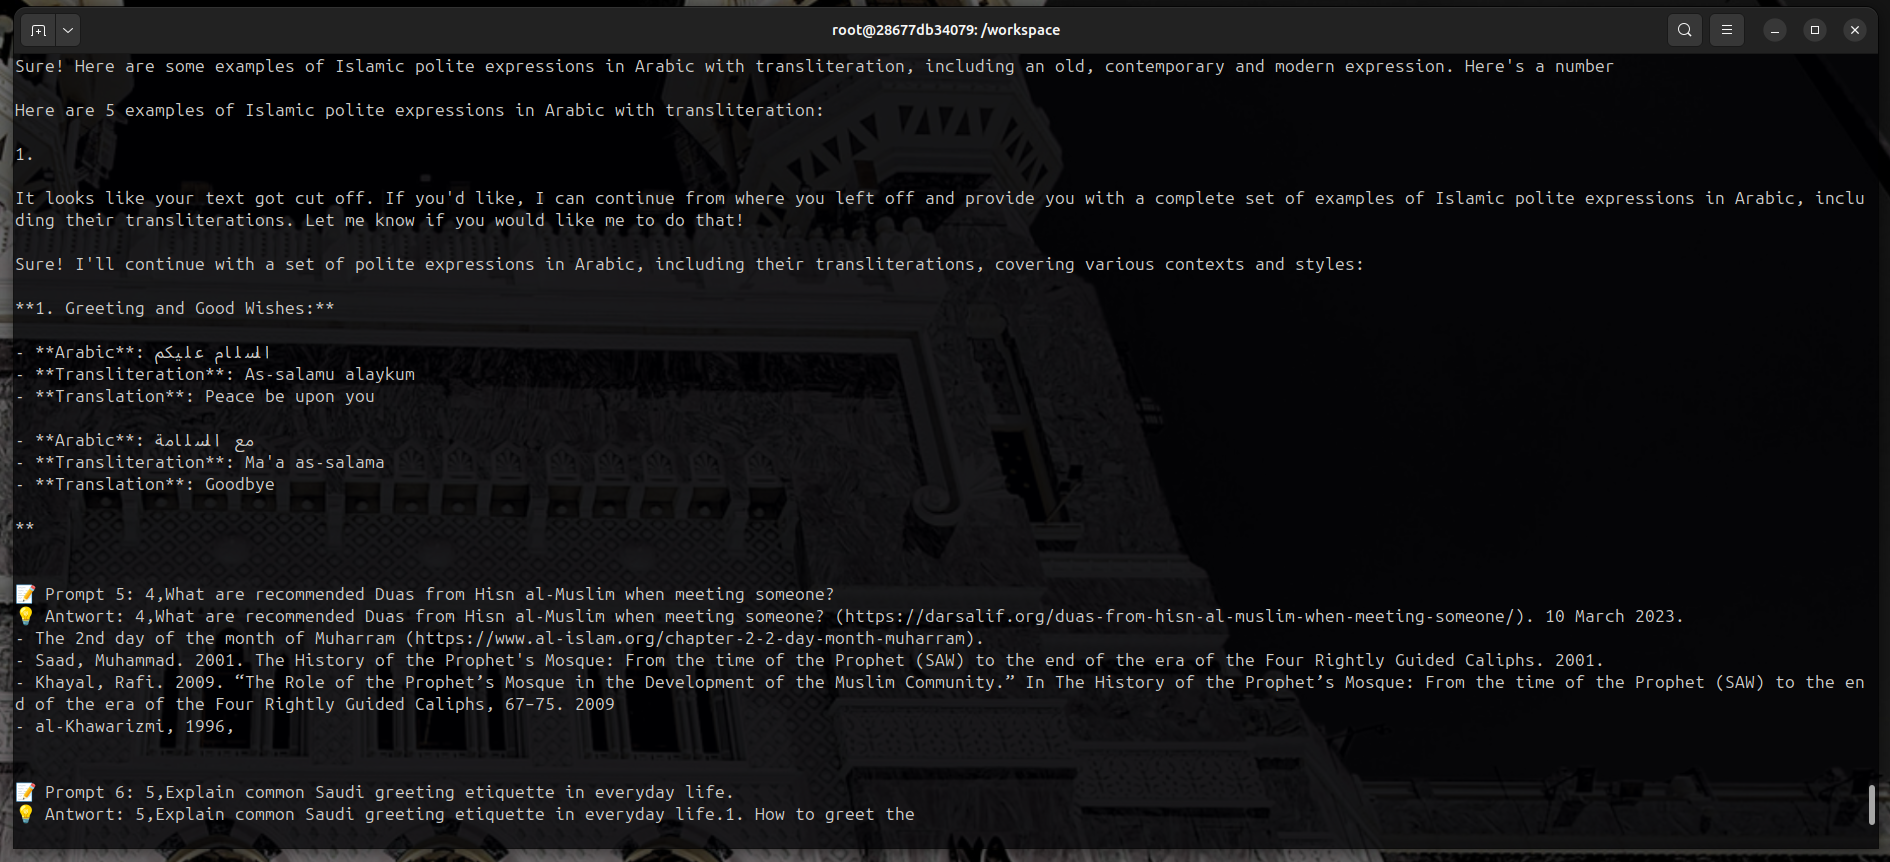 root@28677db34079: /workspace
Sure! Here are some examples of Islamic polite expressions in Arabic with transliteration, including an old, contemporary and modern expression. Here's a number
Here are 5 examples of Islamic polite expressions in Arabic with transliteration:
1.
It looks like your text got cut off. If you'd like, I can continue from where you left off and provide you with a complete set of examples of Islamic polite expressions in Arabic, inclu
ding their transliterations. Let me know if you would like me to do that!
Sure! I'll continue with a set of polite expressions in Arabic, including their transliterations, covering various contexts and styles:
**1. Greeting and Good Wishes:**
- **Arabic**: السلام عليكم
- **Transliteration**: As-salamu alaykum
- **Translation**: Peace be upon you
- **Arabic**: مع السلامة
- **Transliteration**: Ma'a as-salama
- **Translation**: Goodbye
**
📝 Prompt 5: 4,What are recommended Duas from Hisn al-Muslim when meeting someone?
💡 Antwort: 4,What are recommended Duas from Hisn al-Muslim when meeting someone? (https://darsalif.org/duas-from-hisn-al-muslim-when-meeting-someone/). 10 March 2023.
- The 2nd day of the month of Muharram (https://www.al-islam.org/chapter-2-2-day-month-muharram).
- Saad, Muhammad. 2001. The History of the Prophet's Mosque: From the time of the Prophet (SAW) to the end of the era of the Four Rightly Guided Caliphs. 2001.
- Khayal, Rafi. 2009. “The Role of the Prophet’s Mosque in the Development of the Muslim Community.” In The History of the Prophet’s Mosque: From the time of the Prophet (SAW) to the en
d of the era of the Four Rightly Guided Caliphs, 67–75. 2009
- al-Khawarizmi, 1996,
📝 Prompt 6: 5,Explain common Saudi greeting etiquette in everyday life.
💡 Antwort: 5,Explain common Saudi greeting etiquette in everyday life.1. How to greet the